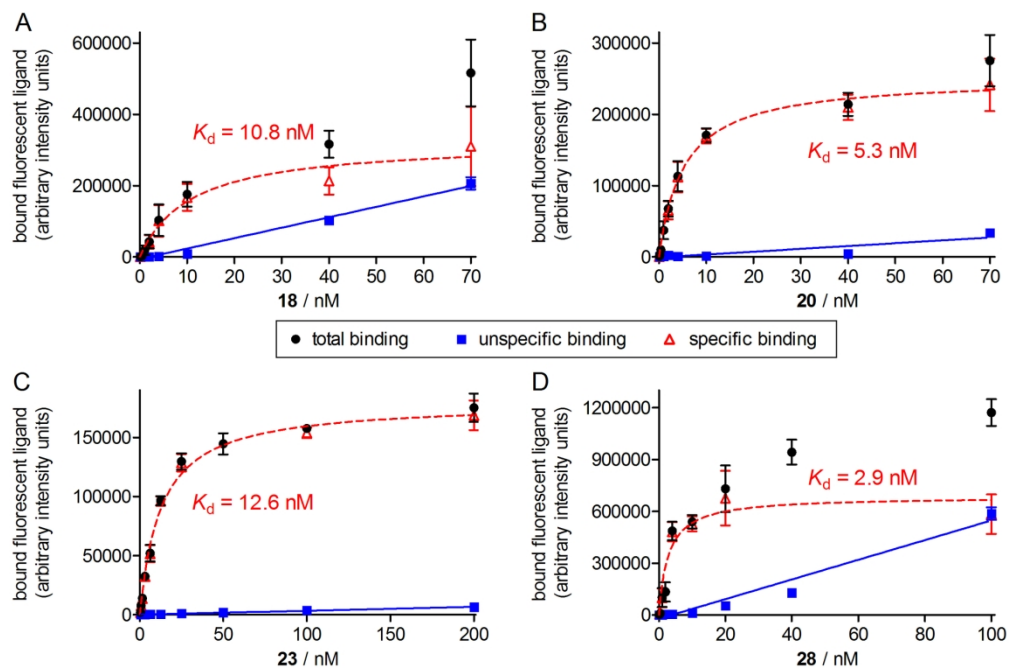 A
bound fluorescent ligand
(arbitrary intensity units)
600000
400000
200000
0
Kd = 10.8 nM
0 10 20 30 40 50 60 70
18 / nM
B
bound fluorescent ligand
(arbitrary intensity units)
300000
200000
100000
0
Kd = 5.3 nM
0 10 20 30 40 50 60 70
20 / nM
total binding unspecific binding specific binding
C
bound fluorescent ligand
(arbitrary intensity units)
150000
100000
50000
0
Kd = 12.6 nM
0 50 100 150 200
23 / nM
D
bound fluorescent ligand
(arbitrary intensity units)
1200000
900000
600000
300000
0
Kd = 2.9 nM
0 20 40 60 80 100
28 / nM